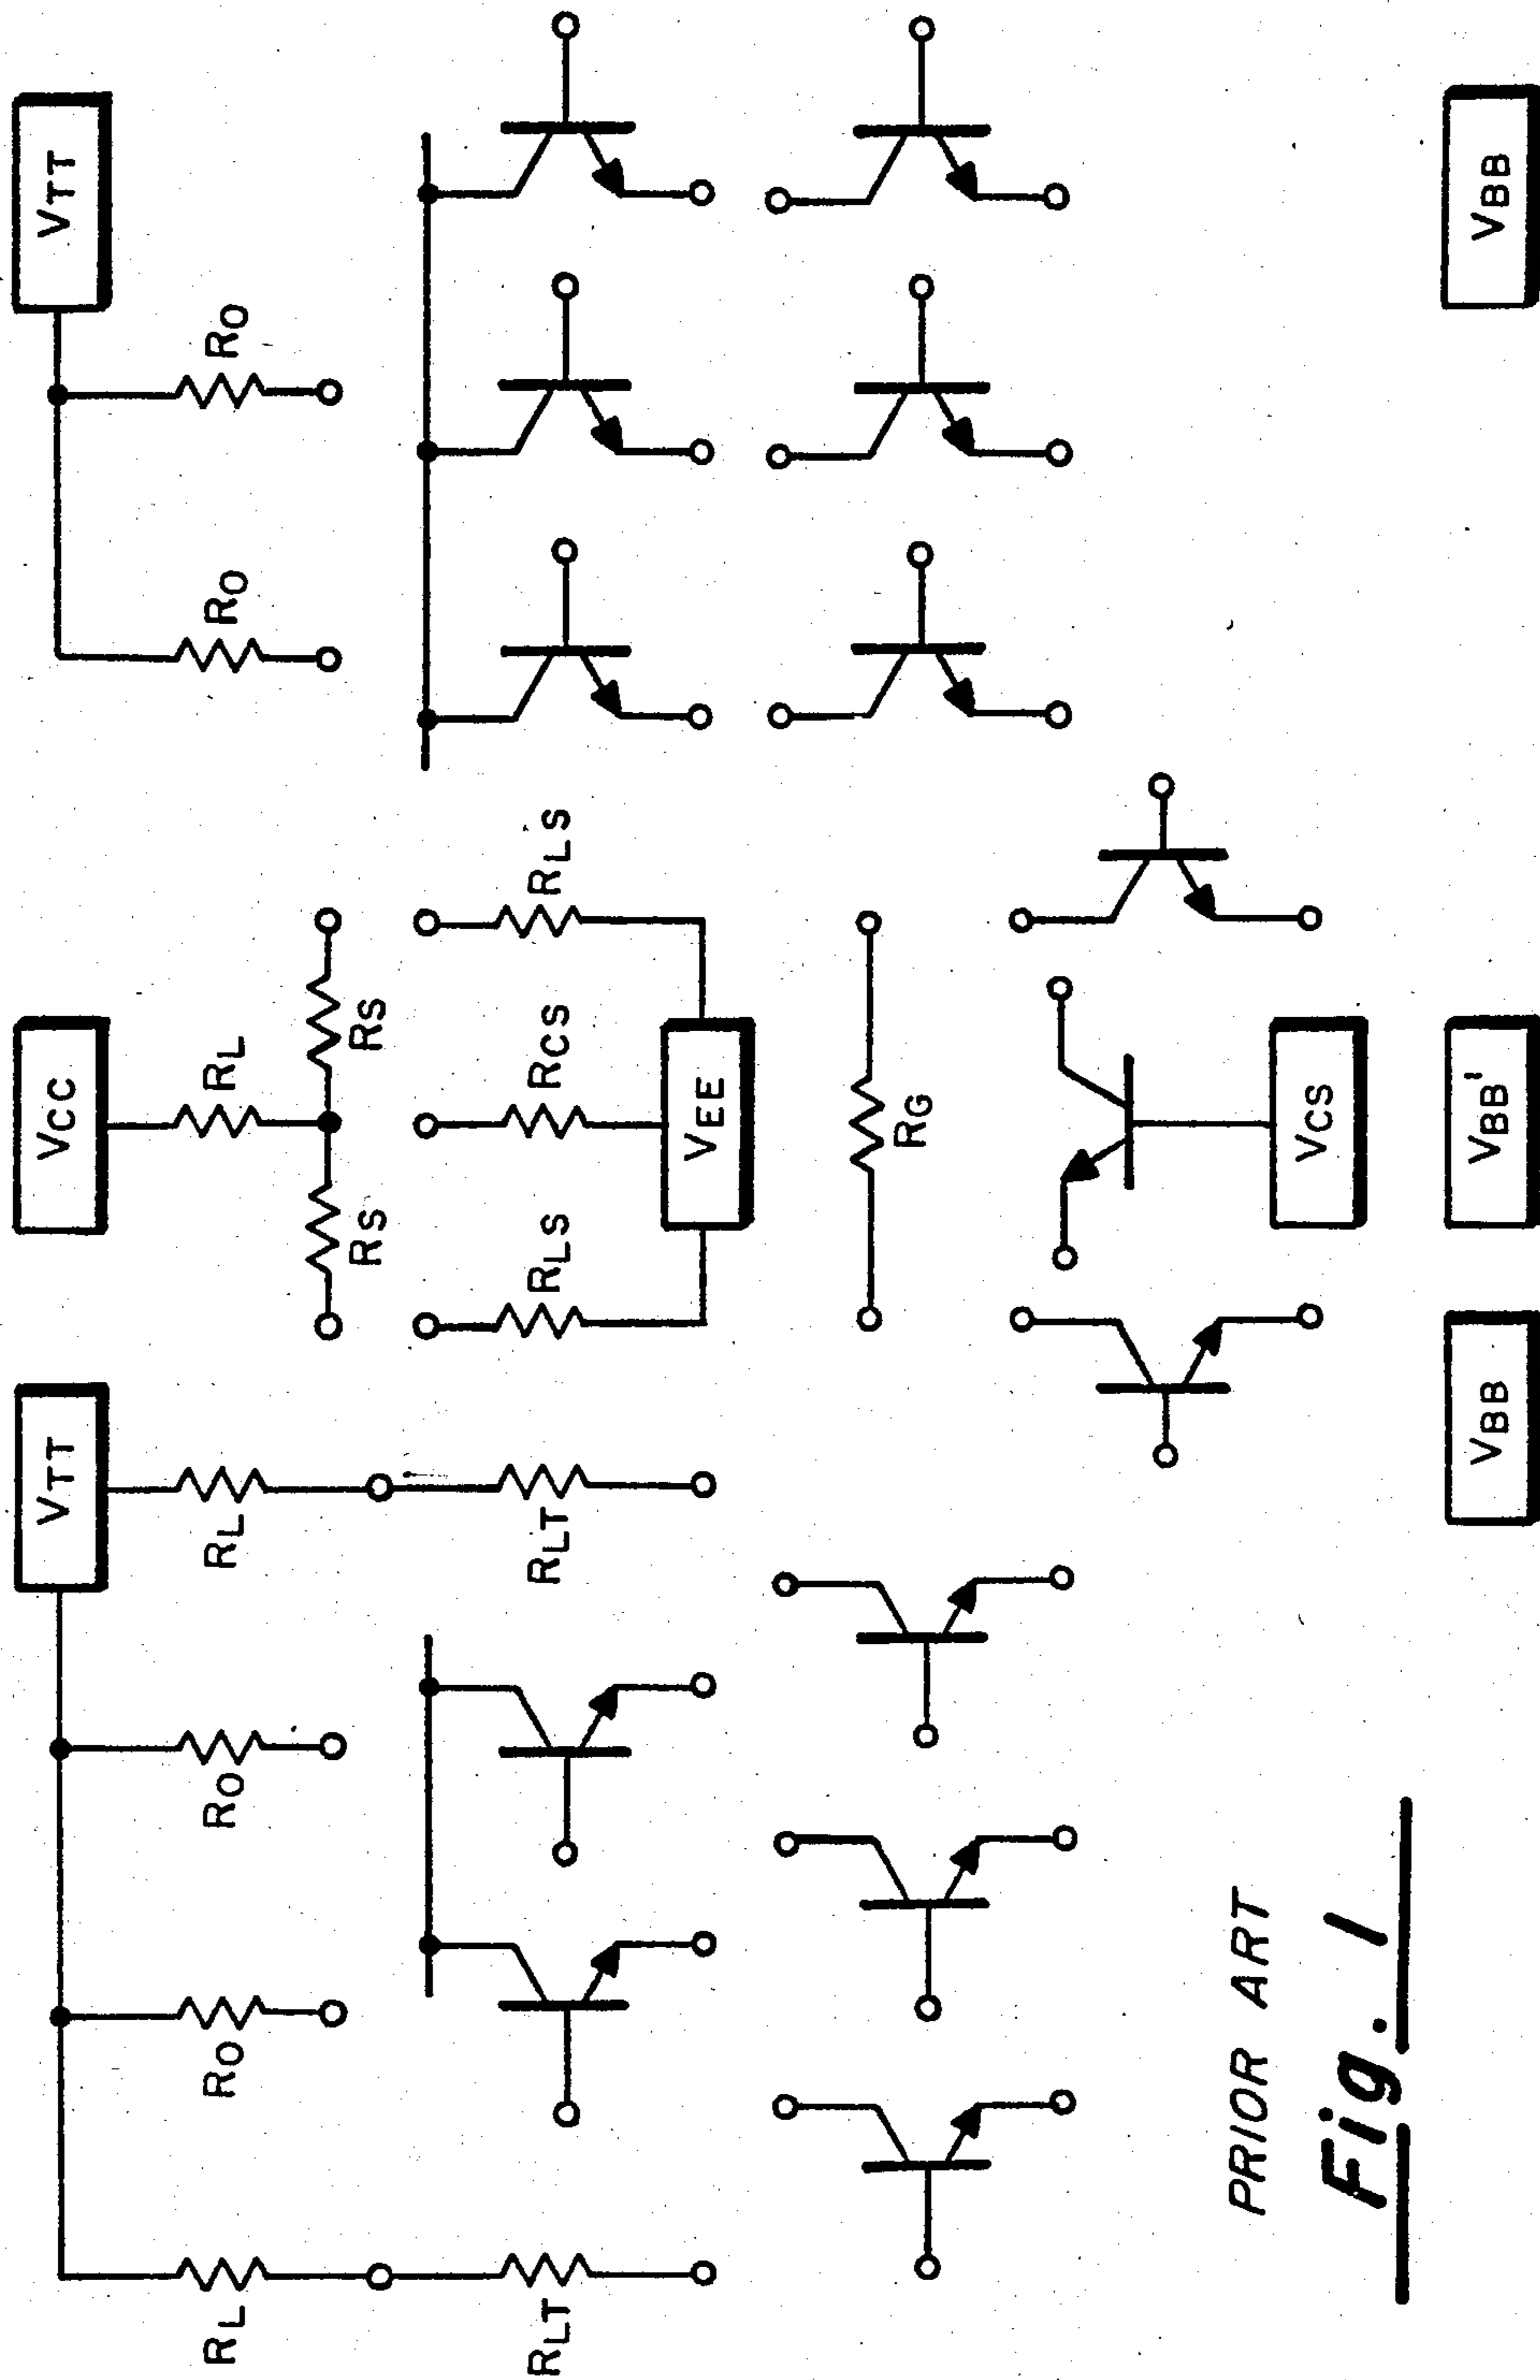 VTT
VCC
VTT
RL
RO
RO
RL
RL
RO
RO
RS
RS
RLT
RLT
RLS
RCS
RLS
VEE
RG
VCS
PRIOR ART
Fig. 1
VBB
VBB'
VBB